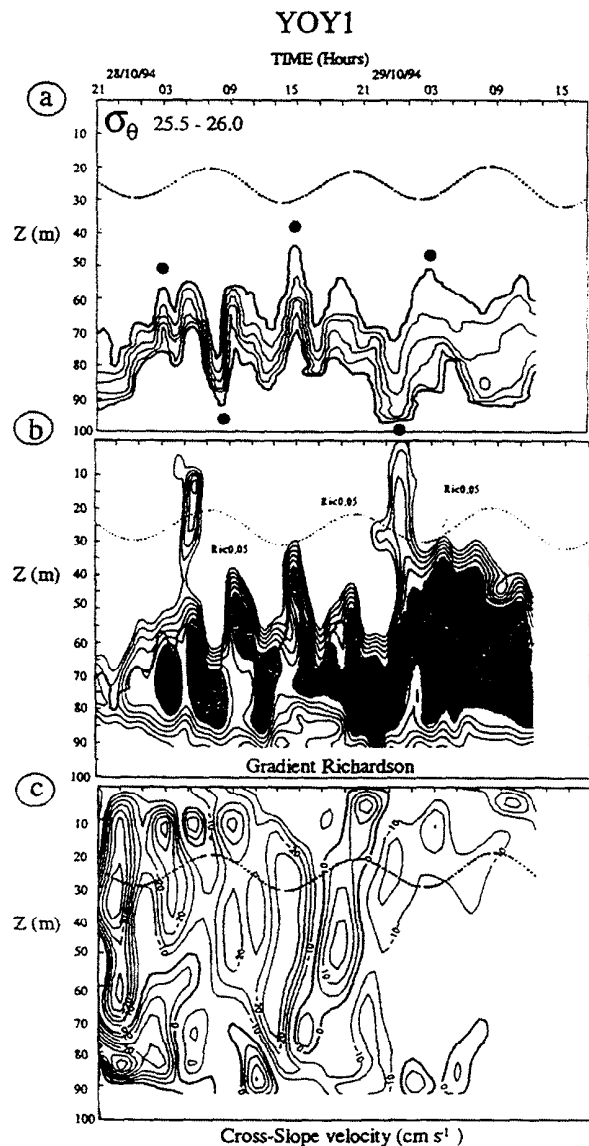 YOY1
TIME (Hours)
28/10/94 29/10/94
21 03 09 15 21 03 09 15
a
σθ 25.5 - 26.0
Z (m)
10
20
30
40
50
60
70
80
90
100
b
Ric0.05
Ric0.05
Ric0.05
Z (m)
10
20
30
40
50
60
70
80
90
100
Gradient Richardson
c
Z (m)
10
20
30
40
50
60
70
80
90
100
Cross-Slope velocity (cm s⁻¹)